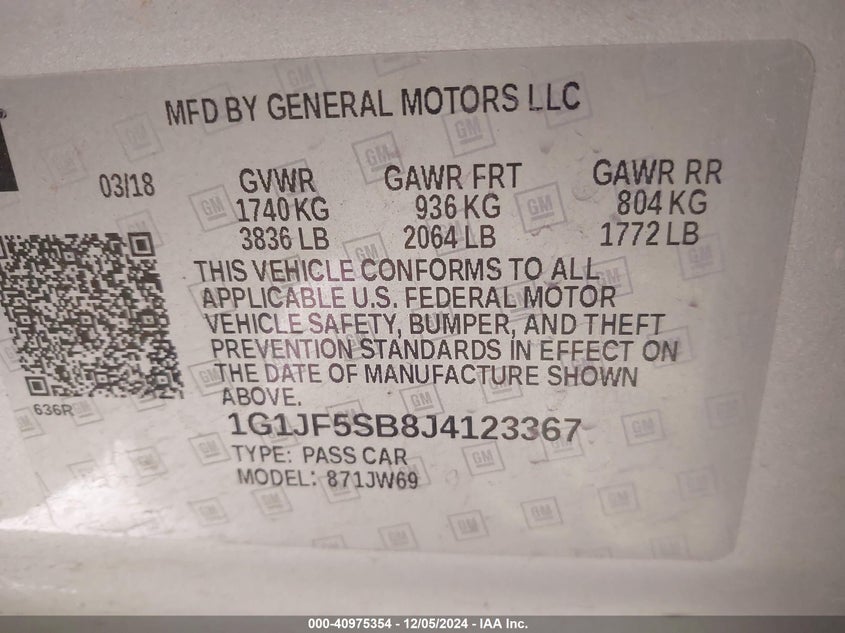 MFD BY GENERAL MOTORS LLC
03/18 GVWR GAWR FRT GAWR RR
1740 KG 936 KG 804 KG
3836 LB 2064 LB 1772 LB
THIS VEHICLE CONFORMS TO ALL
APPLICABLE U.S. FEDERAL MOTOR
VEHICLE SAFETY, BUMPER, AND THEFT
PREVENTION STANDARDS IN EFFECT ON
THE DATE OF MANUFACTURE SHOWN
ABOVE.
636R
1G1JF5SB8J4123367
TYPE: PASS CAR
MODEL: 871JW69
000-40975354 - 12/05/2024 - IAA Inc.